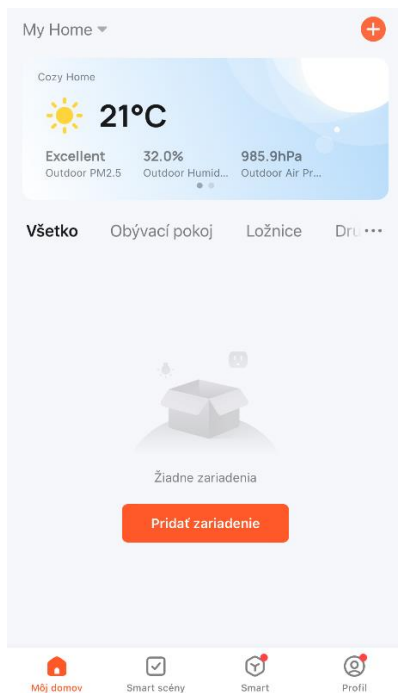 My Home
Cozy Home
21°C
Excellent 32.0% 985.9hPa
Outdoor PM2.5 Outdoor Humid... Outdoor Air Pr...
Všetko Obývací pokoj Ložnice Dru
Žiadne zariadenia
Pridať zariadenie
Môj domov Smart scény Smart Profil